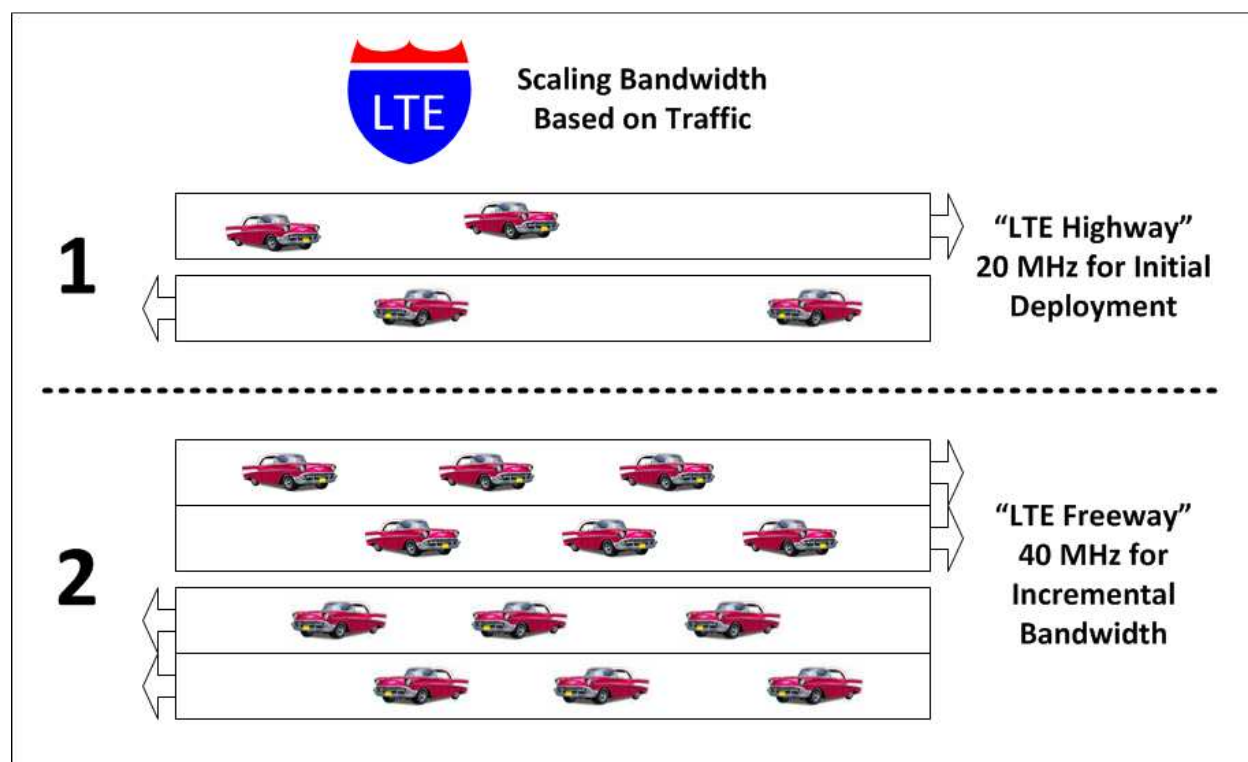 LTE
Scaling Bandwidth
Based on Traffic
1
“LTE Highway”
20 MHz for Initial
Deployment
2
“LTE Freeway”
40 MHz for
Incremental
Bandwidth